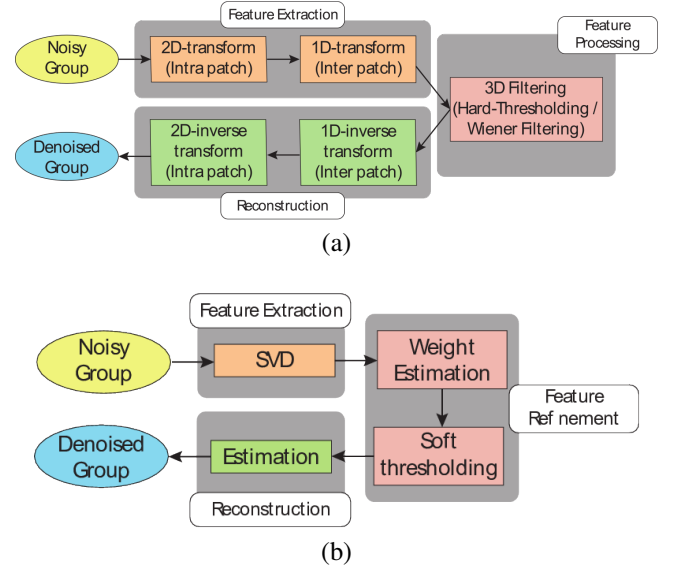 Feature Extraction
Feature
Processing
Noisy
Group
2D-transform
(Intra patch)
1D-transform
(Inter patch)
3D Filtering
(Hard-Thresholding /
Wiener Filtering)
Denoised
Group
2D-inverse
transform
(Intra patch)
1D-inverse
transform
(Inter patch)
Reconstruction
(a)
Feature Extraction
Noisy
Group
SVD
Weight
Estimation
Feature
Ref nement
Denoised
Group
Estimation
Soft
thresholding
Reconstruction
(b)